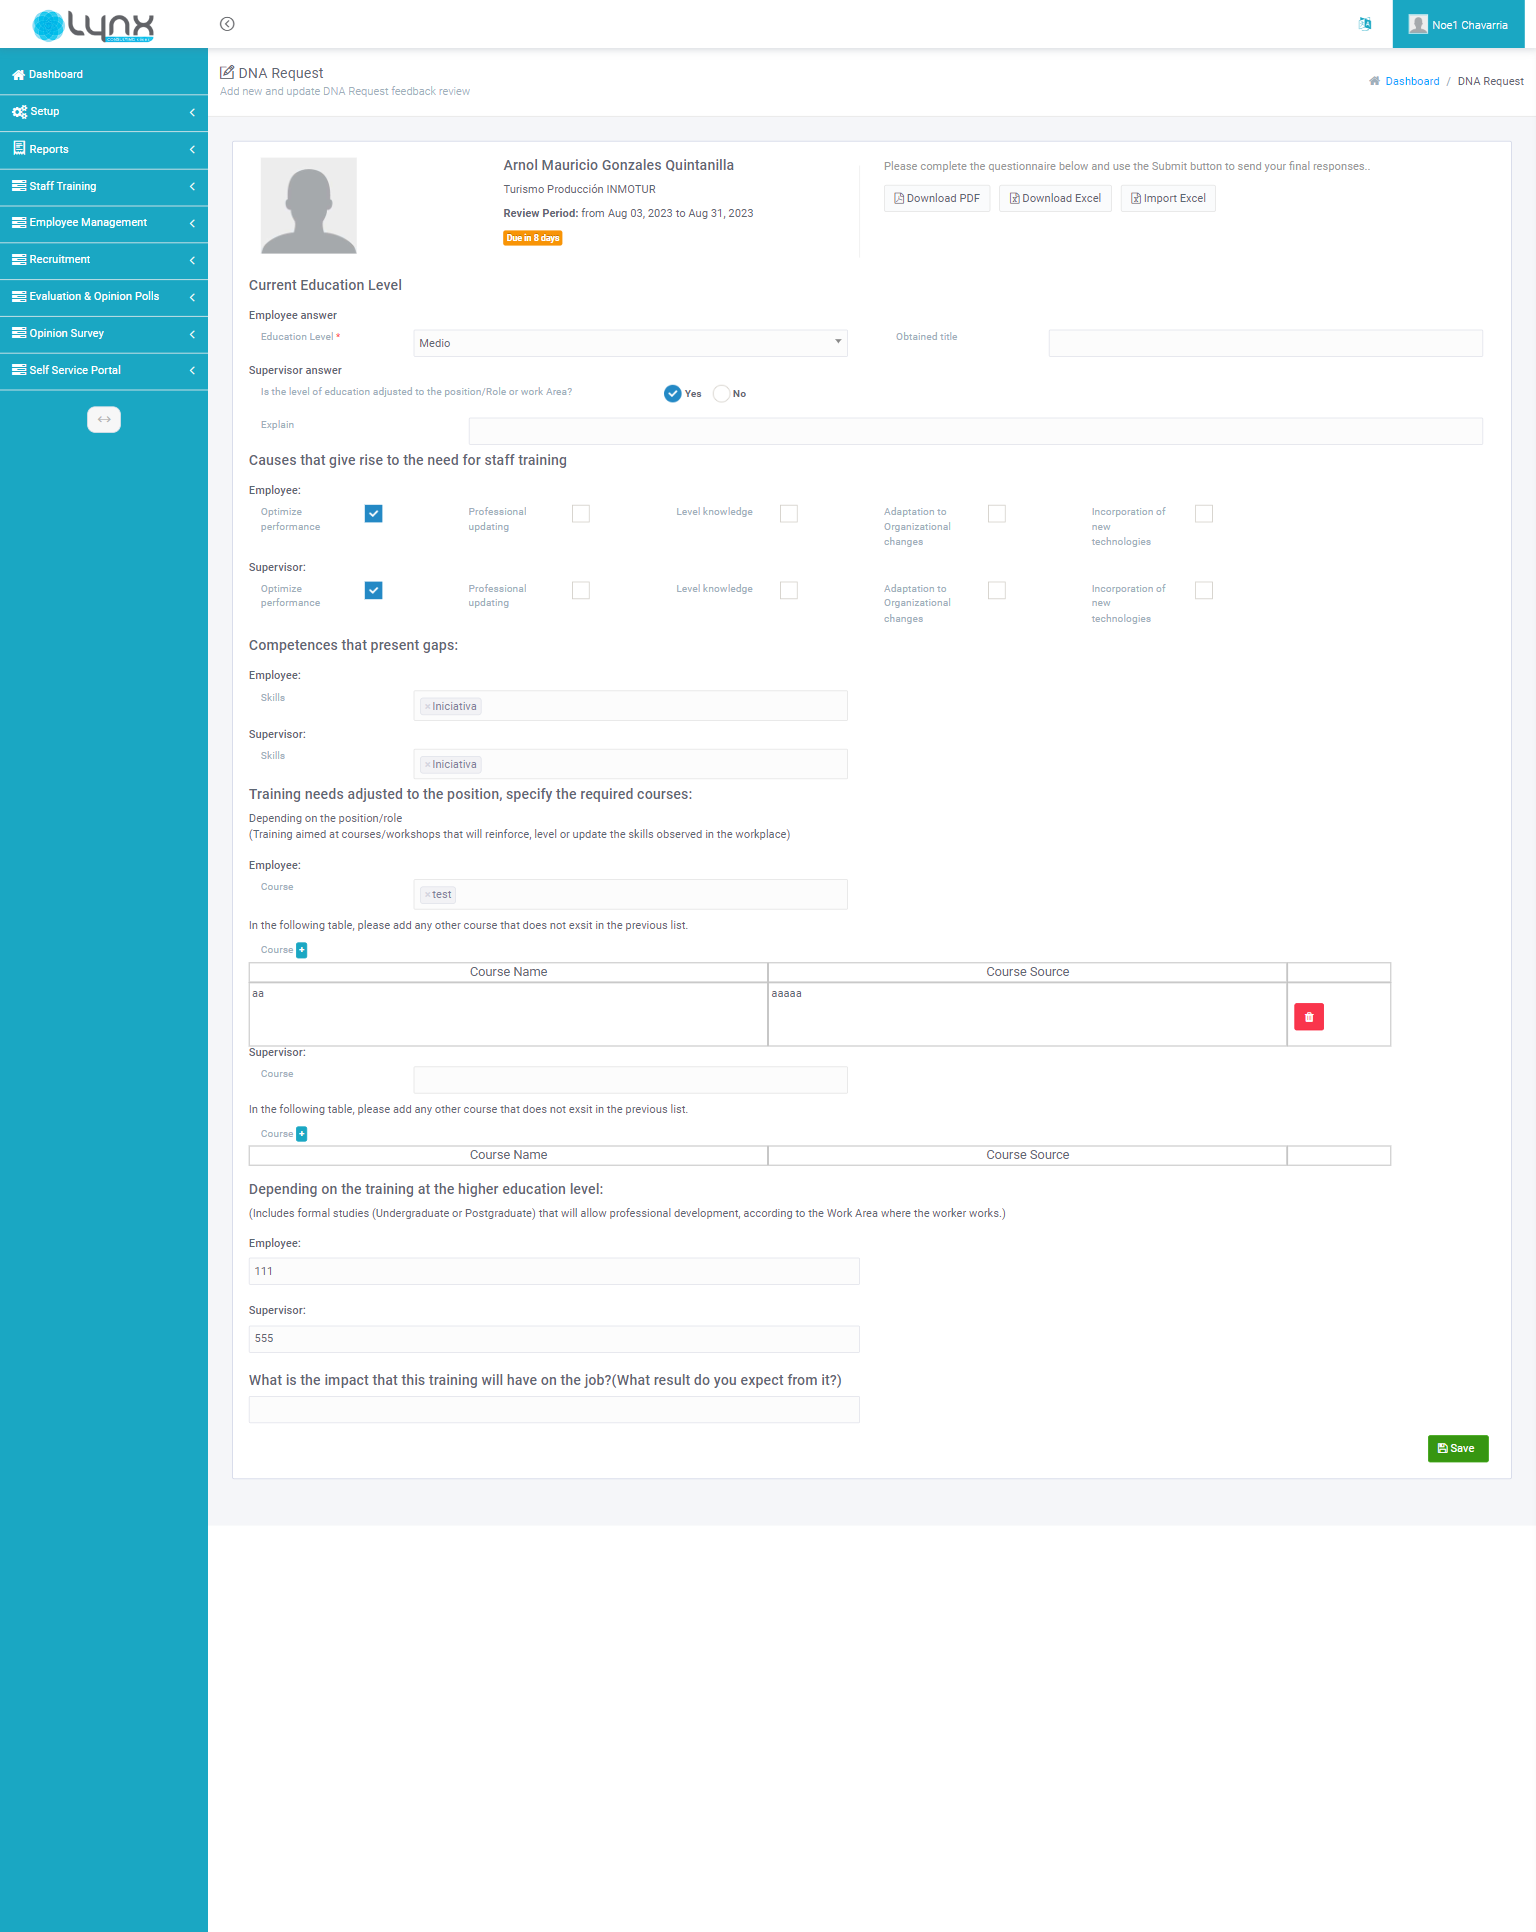 Lynx
Noe1 Chavarria
Dashboard
Setup
Reports
Staff Training
Employee Management
Recruitment
Evaluation & Opinion Polls
Opinion Survey
Self Service Portal
DNA Request
Add new and update DNA Request feedback review
Dashboard / DNA Request
Arnol Mauricio Gonzales Quintanilla
Turismo Producción INMOTUR
Review Period: from Aug 03, 2023 to Aug 31, 2023
Due in 8 days
Please complete the questionnaire below and use the Submit button to send your final responses..
Download PDF Download Excel Import Excel
Current Education Level
Employee answer
Education Level * Medio Obtained title
Supervisor answer
Is the level of education adjusted to the position/Role or work Area? Yes No
Explain
Causes that give rise to the need for staff training
Employee:
Optimize performance Professional updating Level knowledge Adaptation to Organizational changes Incorporation of new technologies
Supervisor:
Optimize performance Professional updating Level knowledge Adaptation to Organizational changes Incorporation of new technologies
Competences that present gaps:
Employee:
Skills ×Iniciativa
Supervisor:
Skills ×Iniciativa
Training needs adjusted to the position, specify the required courses:
Depending on the position/role
(Training aimed at courses/workshops that will reinforce, level or update the skills observed in the workplace)
Employee:
Course ×test
In the following table, please add any other course that does not exsit in the previous list.
Course +
Course Name Course Source
aa aaaaa
Supervisor:
Course
In the following table, please add any other course that does not exsit in the previous list.
Course +
Course Name Course Source
Depending on the training at the higher education level:
(Includes formal studies (Undergraduate or Postgraduate) that will allow professional development, according to the Work Area where the worker works.)
Employee:
111
Supervisor:
555
What is the impact that this training will have on the job?(What result do you expect from it?)
Save